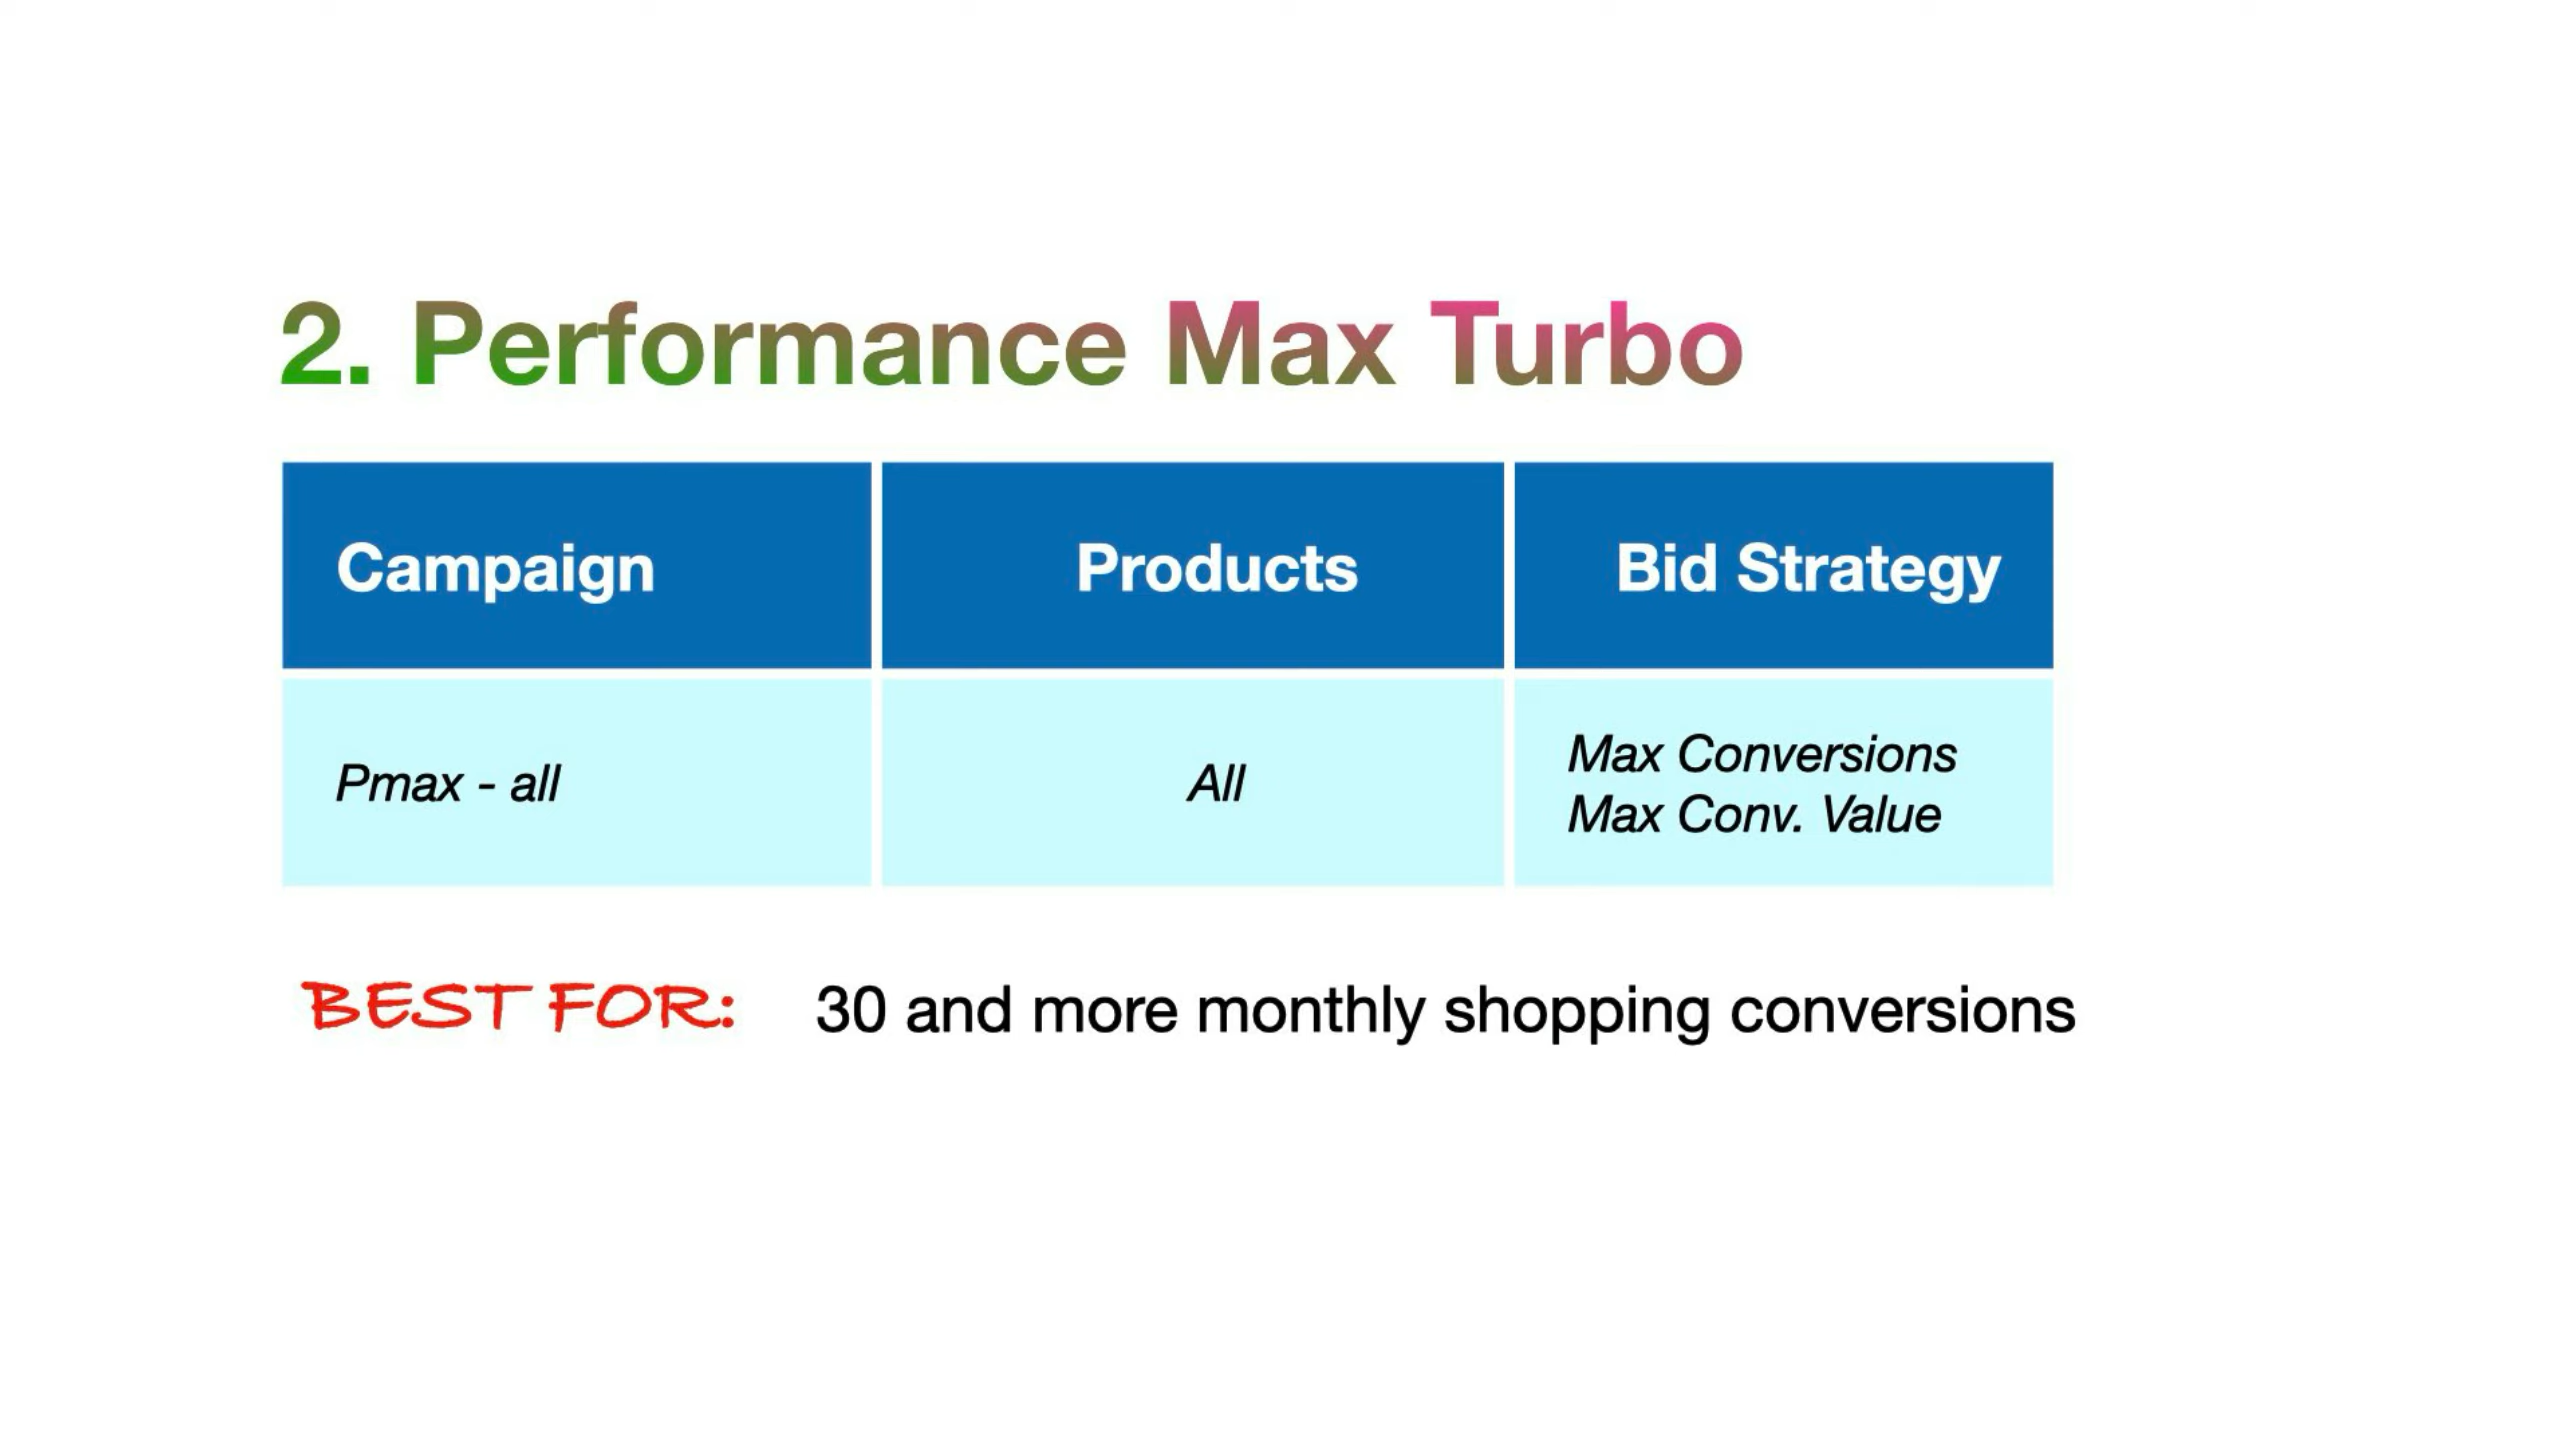 2. Performance Max Turbo
Campaign Products Bid Strategy
Pmax - all All Max Conversions
Max Conv. Value
BEST FOR: 30 and more monthly shopping conversions